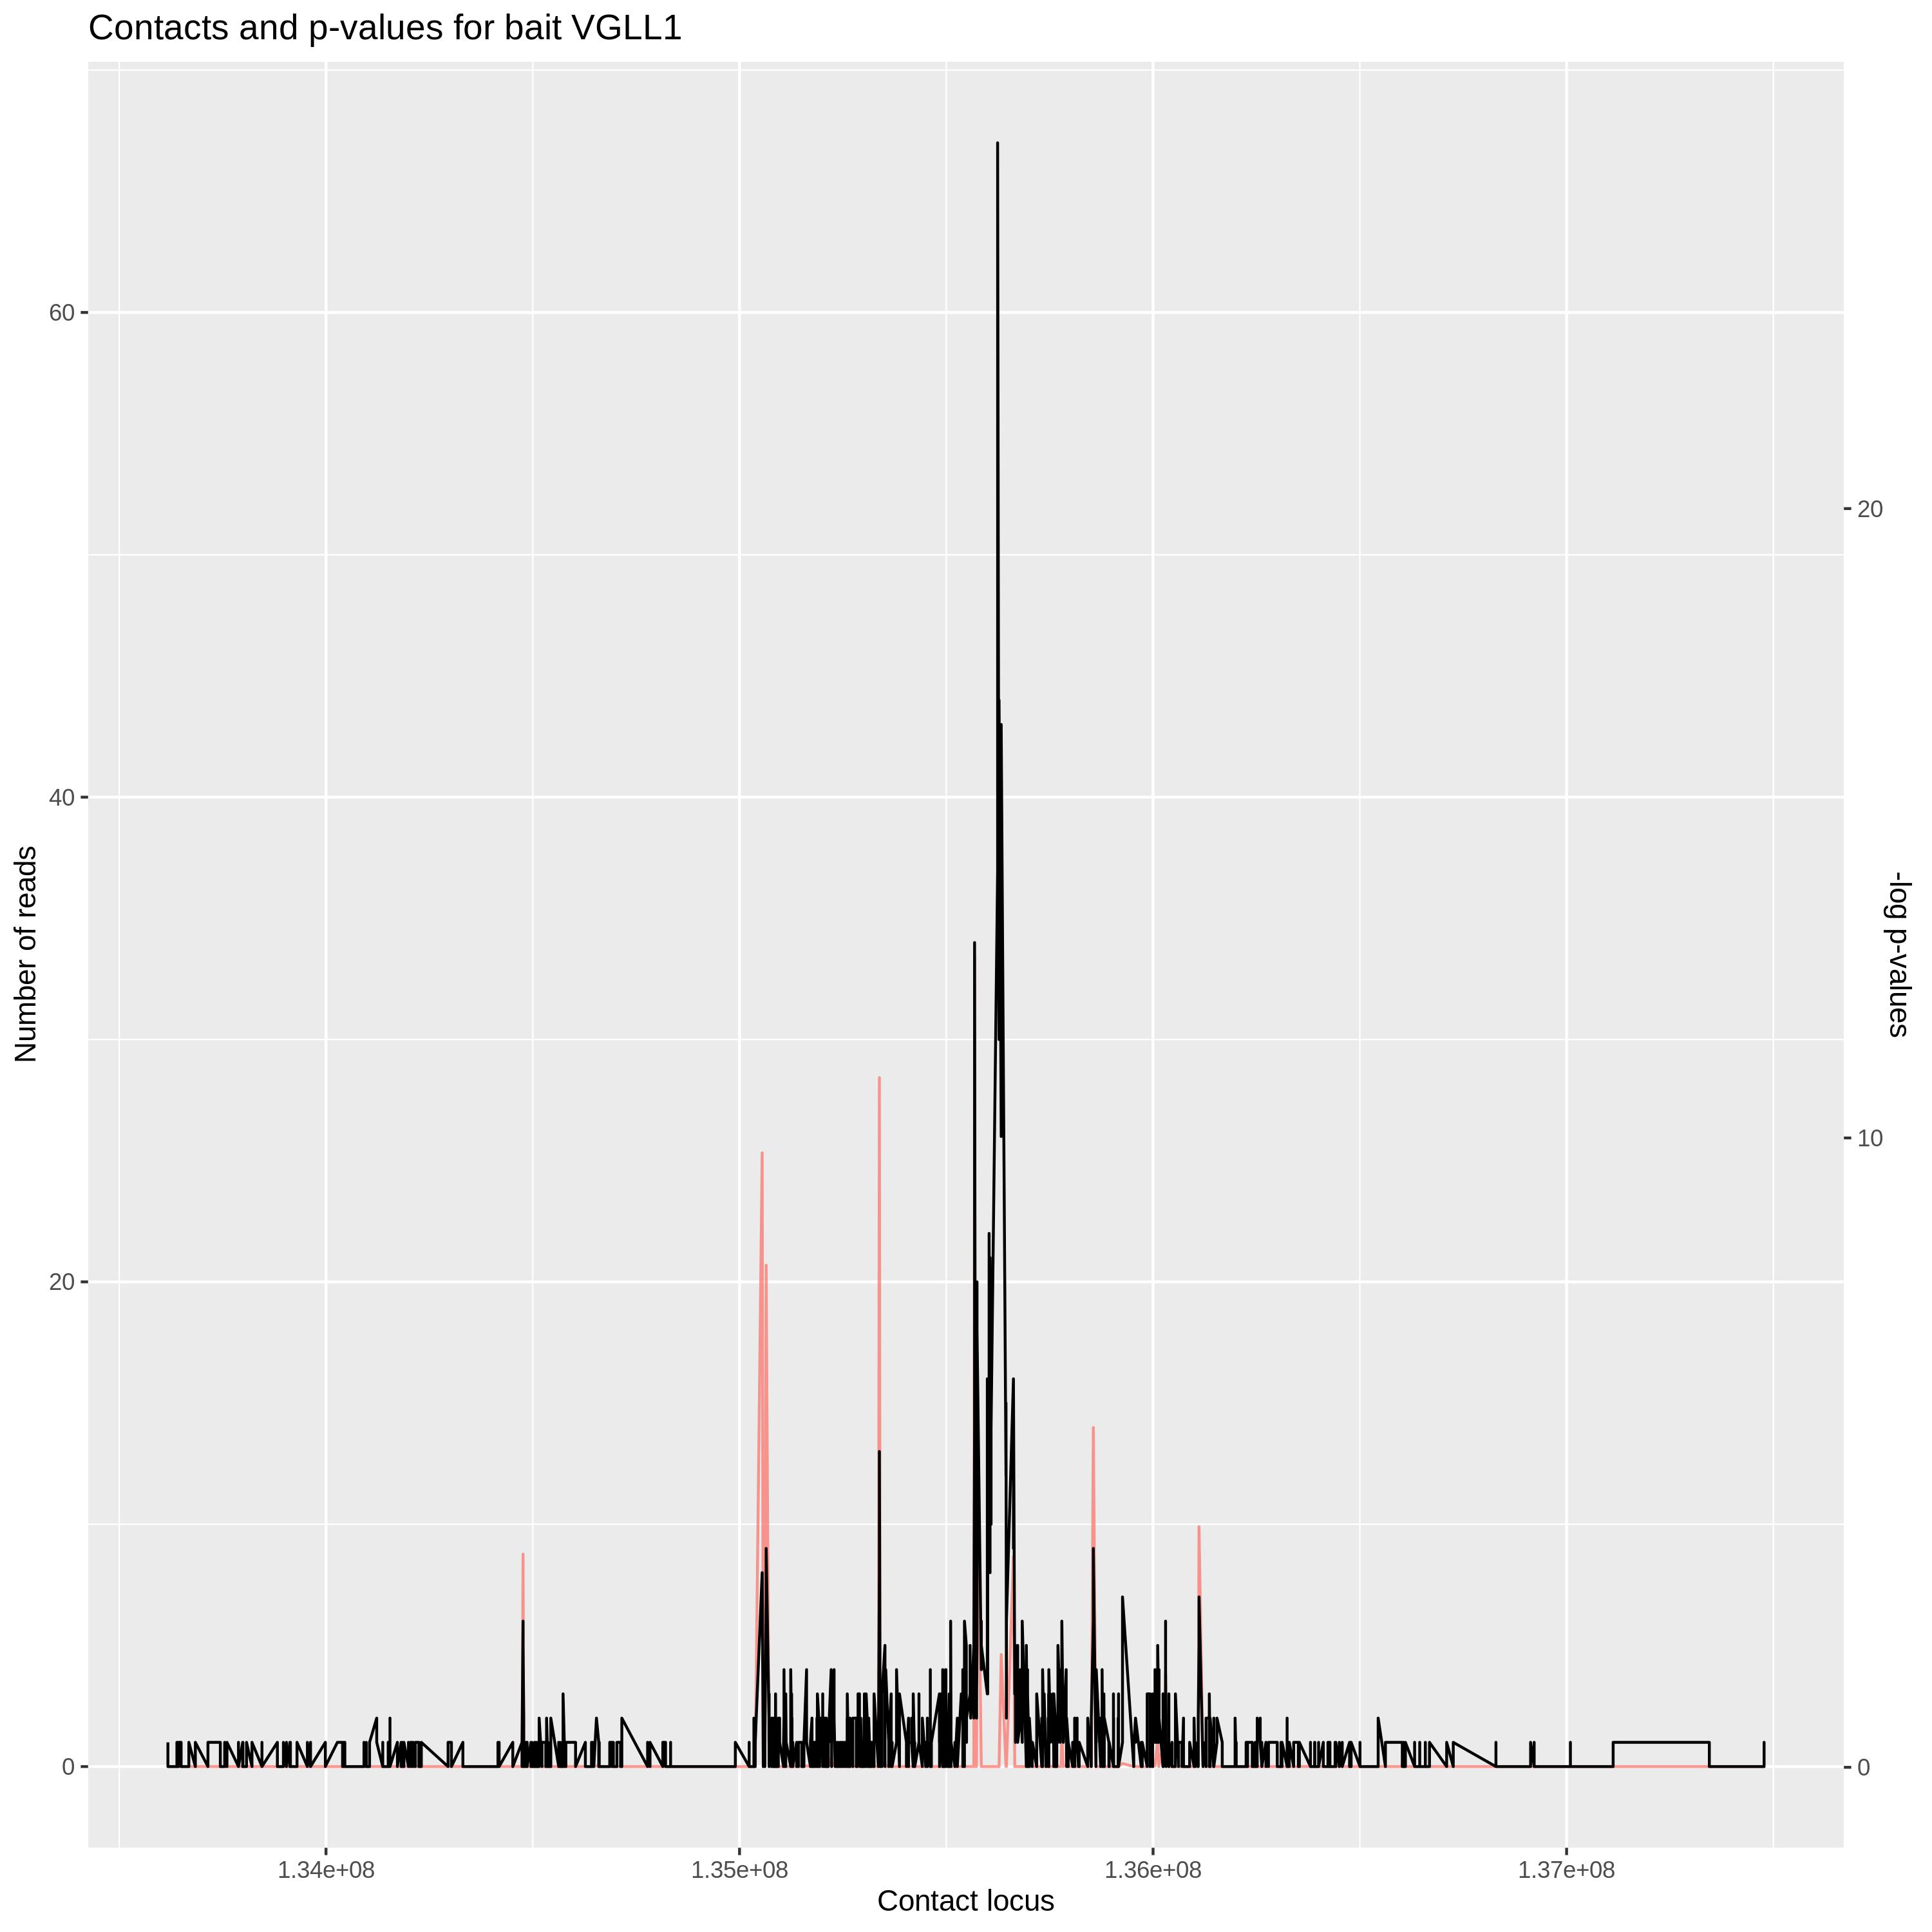 Contacts and p-values for bait VGLL1
60
40
20
0
Number of reads
20
10
0
-log p-values
1.34e+08
1.35e+08
1.36e+08
1.37e+08
Contact locus